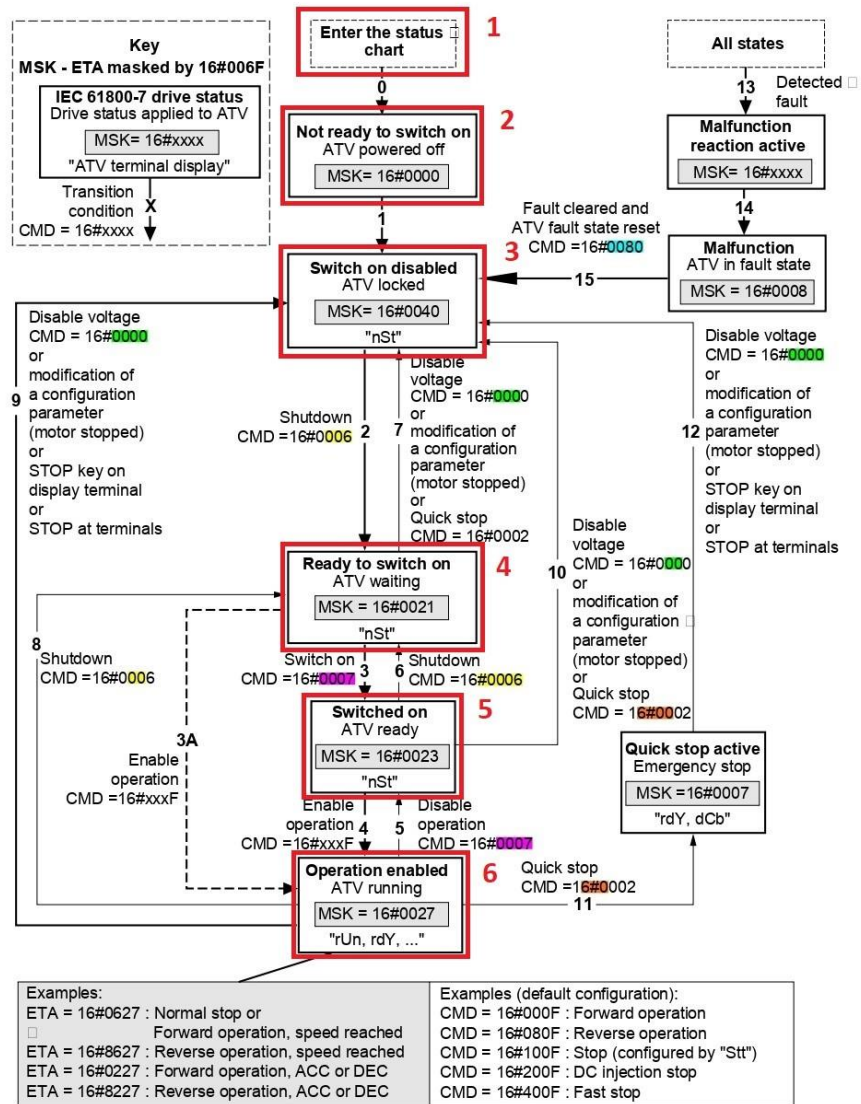 Key
MSK - ETA masked by 16#006F
IEC 61800-7 drive status
Drive status applied to ATV
MSK= 16#xxxx
"ATV terminal display"
Transition
condition
CMD = 16#xxxx
X
Enter the status
chart
1
0
Not ready to switch on
ATV powered off
MSK= 16#0000
2
1
All states
13
Detected
fault
Malfunction
reaction active
MSK= 16#xxxx
14
Malfunction
ATV in fault state
MSK = 16#0008
Fault cleared and
ATV fault state reset
CMD =16#0080
15
3
Switch on disabled
ATV locked
MSK= 16#0040
"nSt"
Disable voltage
CMD = 16#0000
or
modification of
a configuration
parameter
(motor stopped)
or
STOP key on
display terminal
or
STOP at terminals
9
Shutdown
CMD =16#0006
2
7
Disable
voltage
CMD = 16#0000
or
modification of
a configuration
parameter
(motor stopped)
or
Quick stop
CMD =16#0002
Disable voltage
CMD = 16#0000
or
modification of
a configuration
parameter
(motor stopped)
or
STOP key on
display terminal
or
STOP at terminals
12
Disable
voltage
CMD = 16#0000
or
modification of
a configuration
parameter
(motor stopped)
or
Quick stop
CMD = 16#0002
10
Ready to switch on
ATV waiting
MSK = 16#0021
"nSt"
4
8
Shutdown
CMD =16#0006
Switch on
CMD =16#0007
3
6
Shutdown
CMD =16#0006
3A
Enable
operation
CMD =16#xxxF
Switched on
ATV ready
MSK = 16#0023
"nSt"
5
Enable
operation
CMD =16#xxxF
4
5
Disable
operation
CMD =16#0007
Quick stop active
Emergency stop
MSK =16#0007
"rdY, dCb"
Operation enabled
ATV running
MSK = 16#0027
"rUn, rdY, ..."
6
Quick stop
CMD =16#0002
11
Examples:
ETA = 16#0627 : Normal stop or
Forward operation, speed reached
ETA = 16#8627 : Reverse operation, speed reached
ETA = 16#0227 : Forward operation, ACC or DEC
ETA = 16#8227 : Reverse operation, ACC or DEC
Examples (default configuration):
CMD = 16#000F : Forward operation
CMD = 16#080F : Reverse operation
CMD = 16#100F : Stop (configured by "Stt")
CMD = 16#200F : DC injection stop
CMD = 16#400F : Fast stop